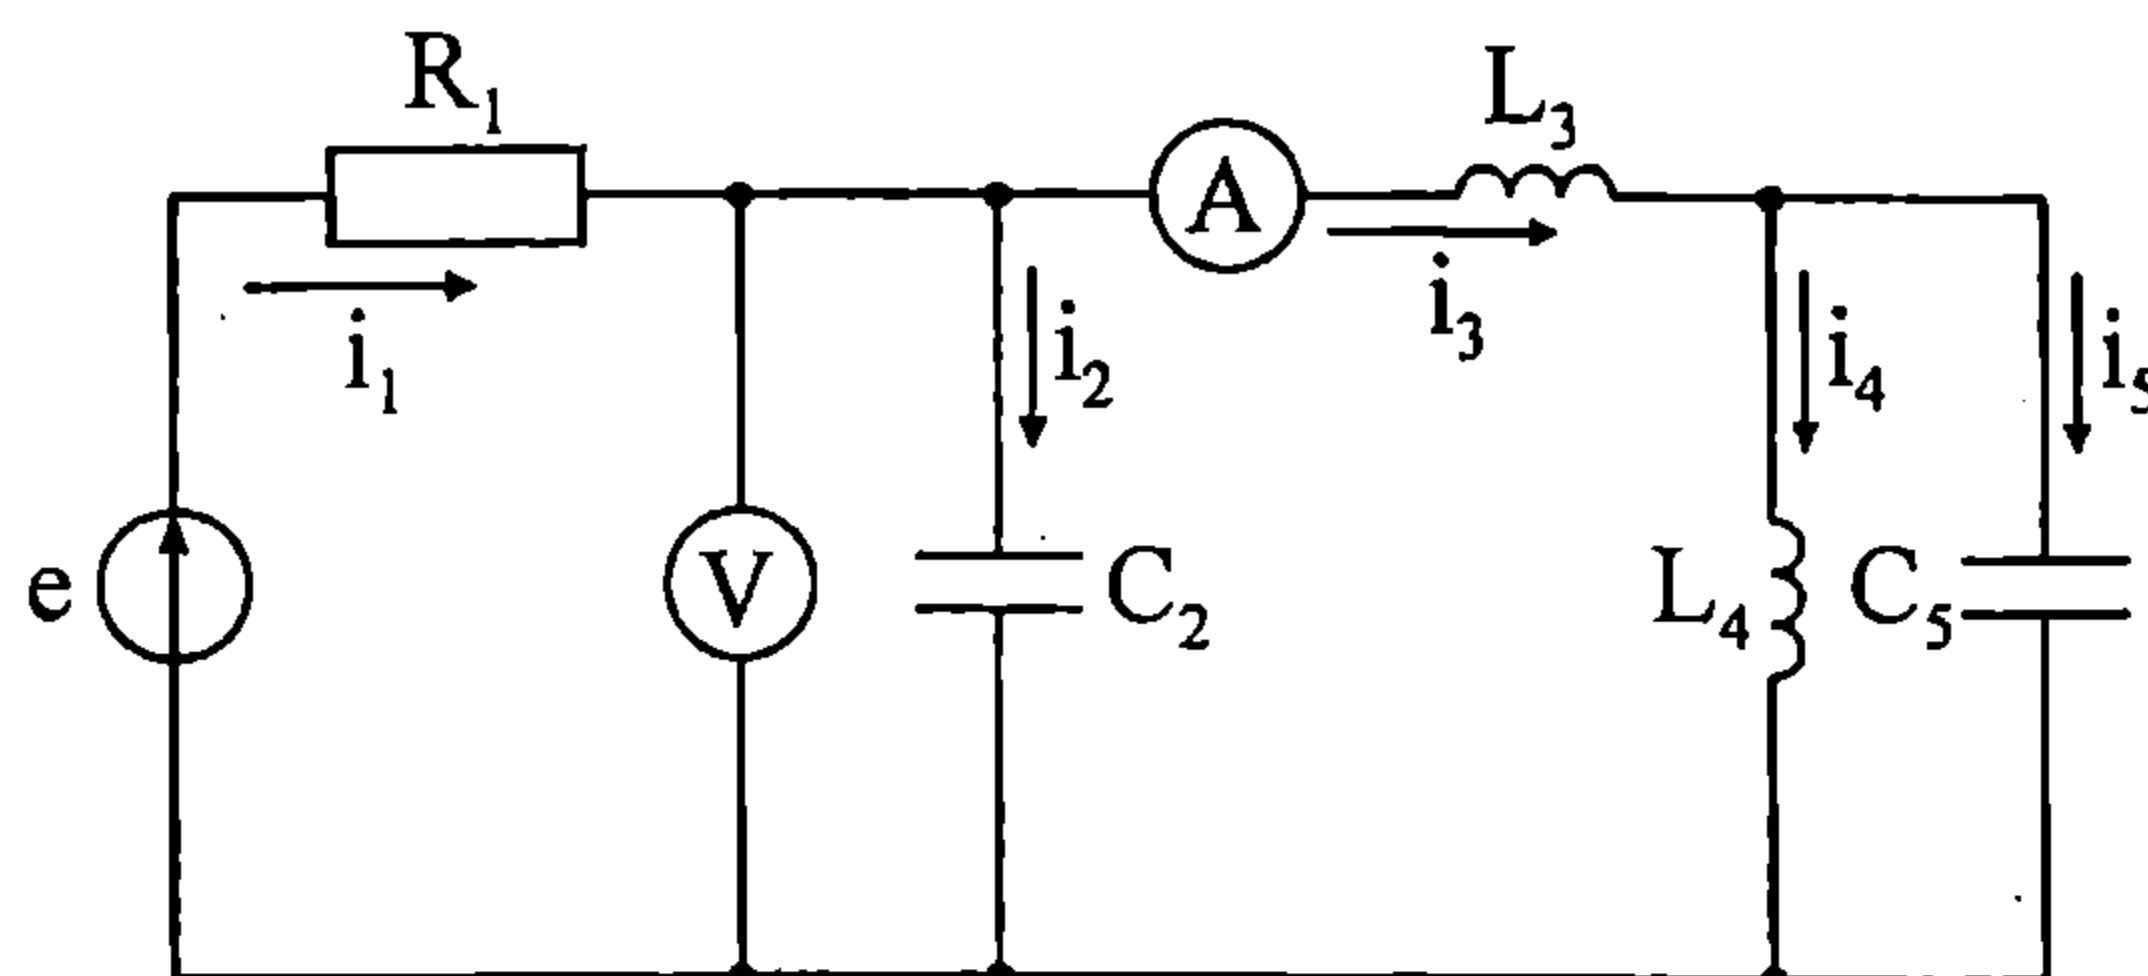 R₁
L₃
A
i₁
i₂
i₃
i₄
i₅
e
V
C₂
L₄
C₅